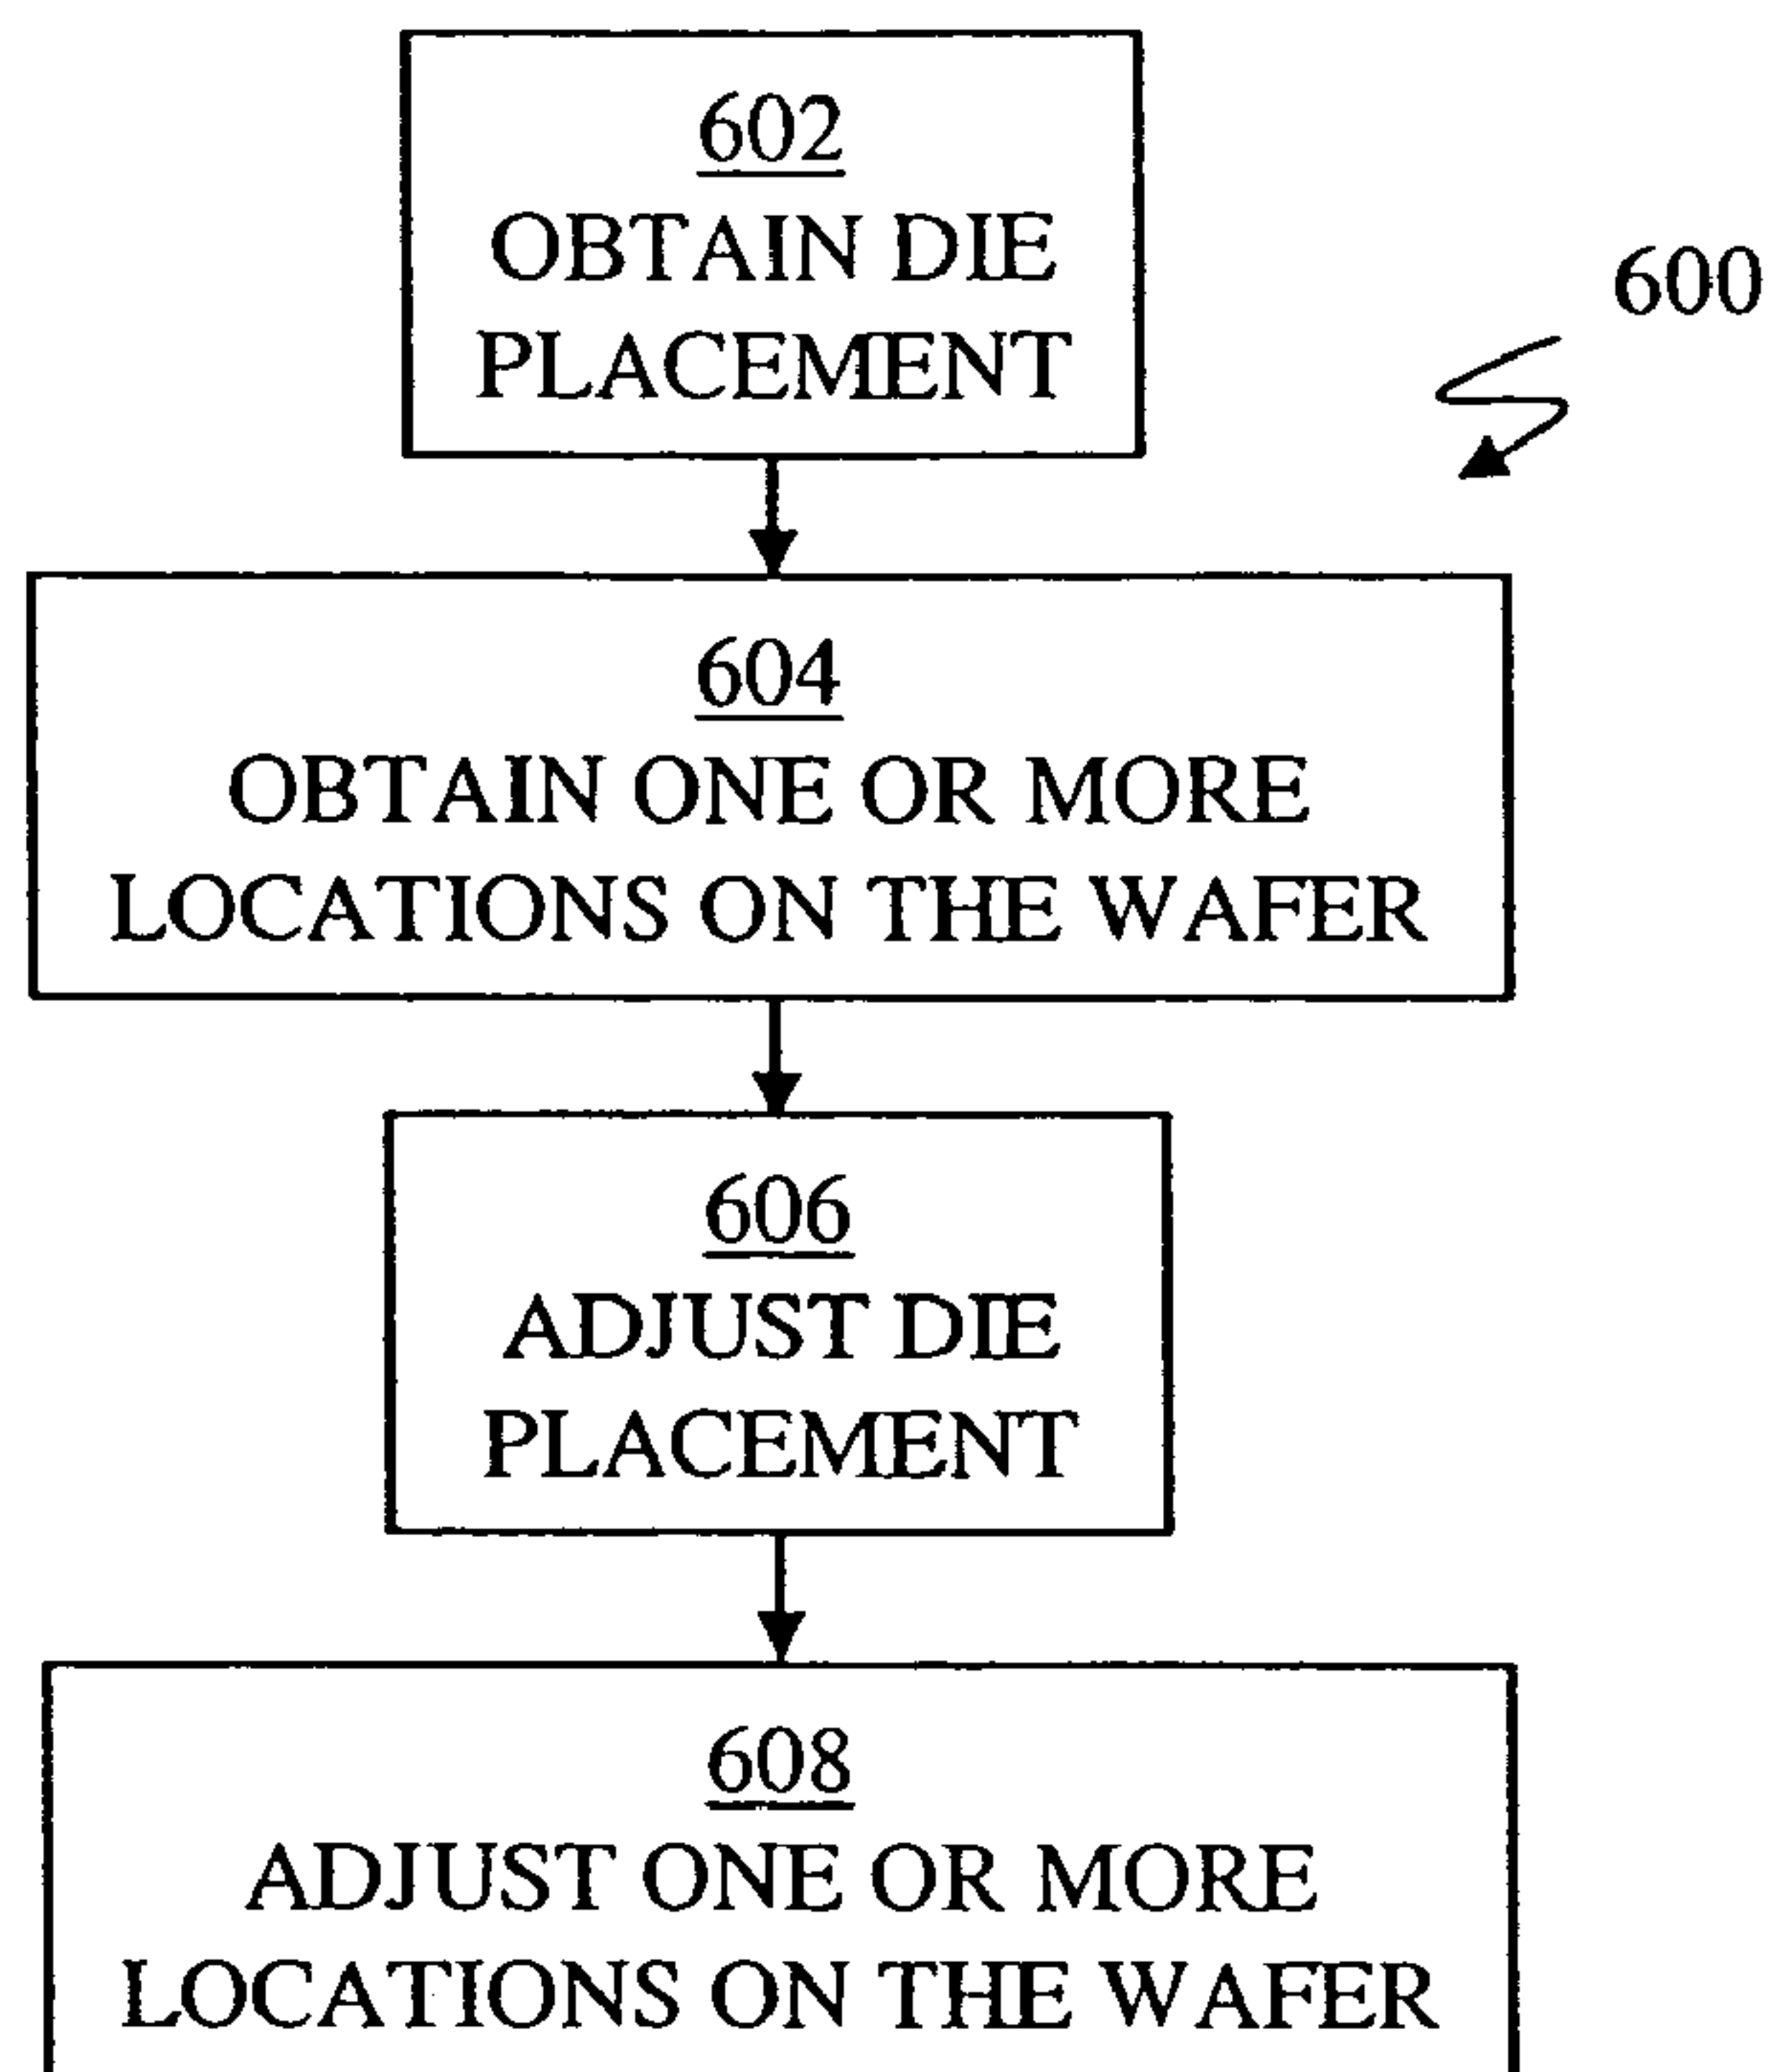 602
OBTAIN DIE
PLACEMENT
600
604
OBTAIN ONE OR MORE
LOCATIONS ON THE WAFER
606
ADJUST DIE
PLACEMENT
608
ADJUST ONE OR MORE
LOCATIONS ON THE WAFER